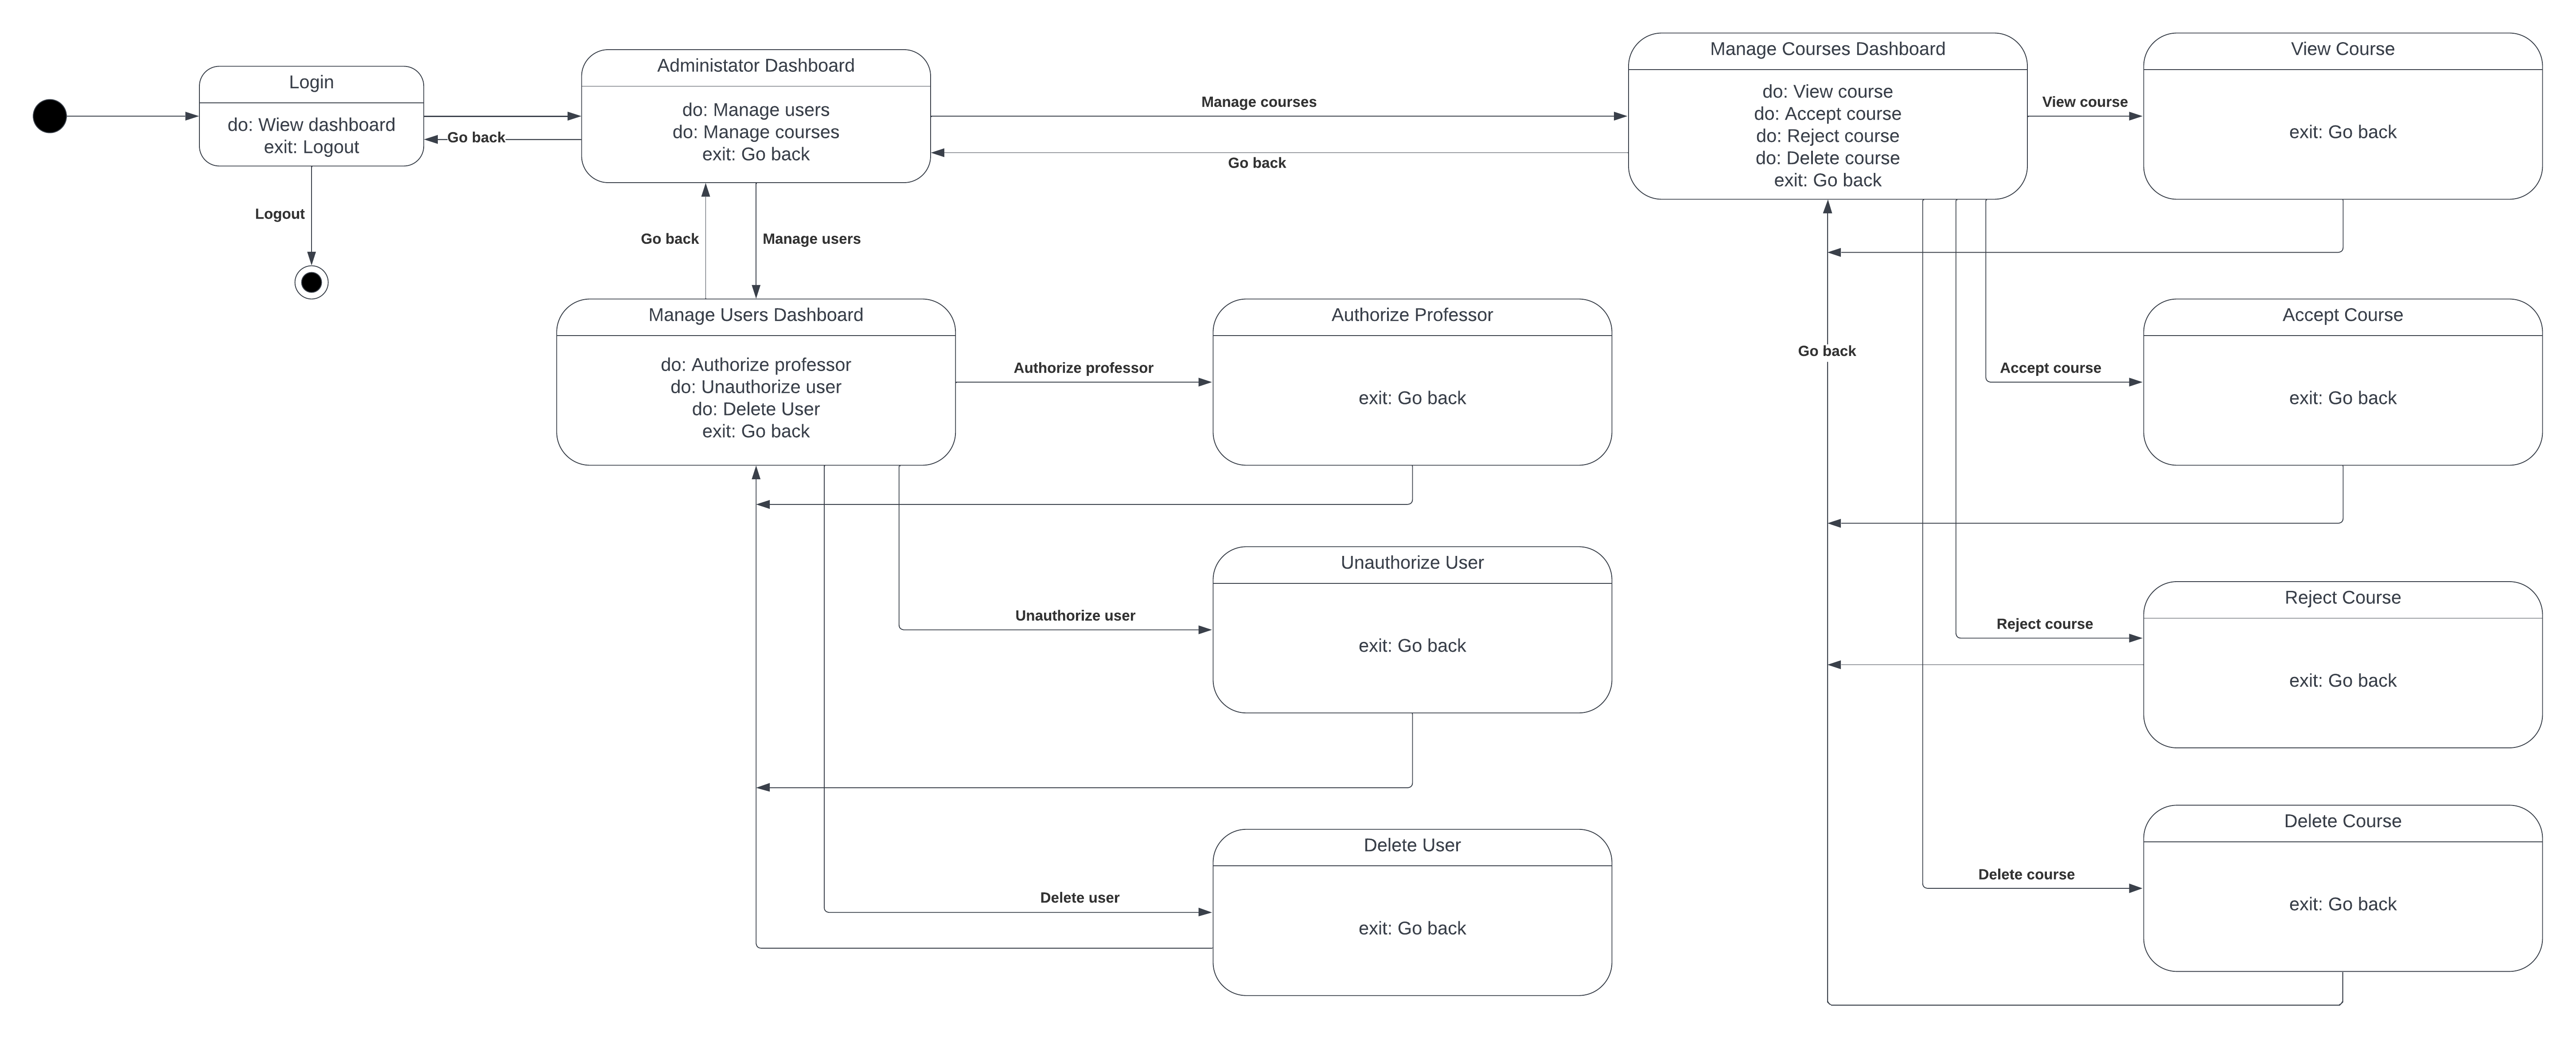 Login
do: Wiew dashboard
exit: Logout
Go back
Logout
Administator Dashboard
do: Manage users
do: Manage courses
exit: Go back
Manage courses
Go back
Go back
Manage users
Manage Courses Dashboard
do: View course
do: Accept course
do: Reject course
do: Delete course
exit: Go back
View course
View Course
exit: Go back
Manage Users Dashboard
do: Authorize professor
do: Unauthorize user
do: Delete User
exit: Go back
Authorize professor
Authorize Professor
exit: Go back
Go back
Accept course
Accept Course
exit: Go back
Unauthorize user
Unauthorize User
exit: Go back
Reject course
Reject Course
exit: Go back
Delete user
Delete User
exit: Go back
Delete course
Delete Course
exit: Go back